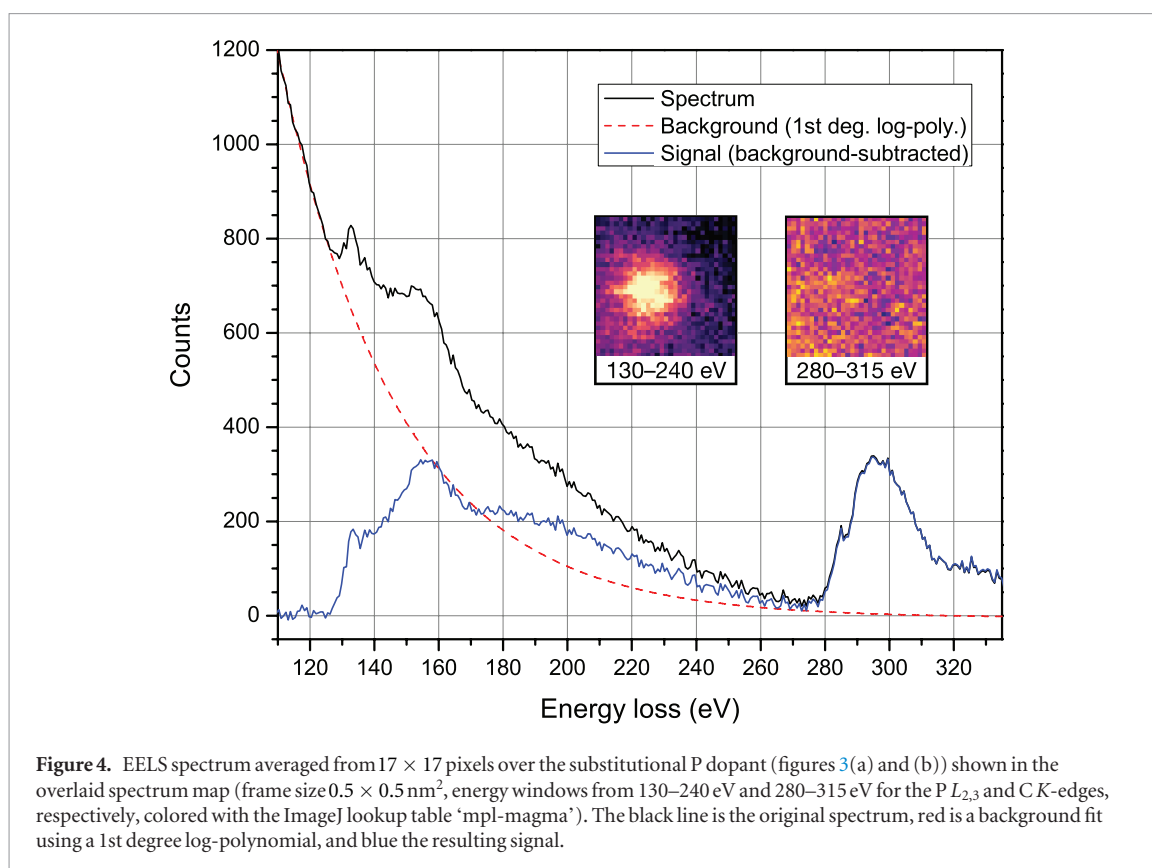 1200
1000
800
600
400
200
0
Counts
Spectrum
Background (1st deg. log-poly.)
Signal (background-subtracted)
130–240 eV
280–315 eV
120 140 160 180 200 220 240 260 280 300 320
Energy loss (eV)
Figure 4. EELS spectrum averaged from 17 × 17 pixels over the substitutional P dopant (figures 3(a) and (b)) shown in the
overlaid spectrum map (frame size 0.5 × 0.5 nm², energy windows from 130–240 eV and 280–315 eV for the P L₂,₃ and C K-edges,
respectively, colored with the ImageJ lookup table ‘mpl-magma’). The black line is the original spectrum, red is a background fit
using a 1st degree log-polynomial, and blue the resulting signal.